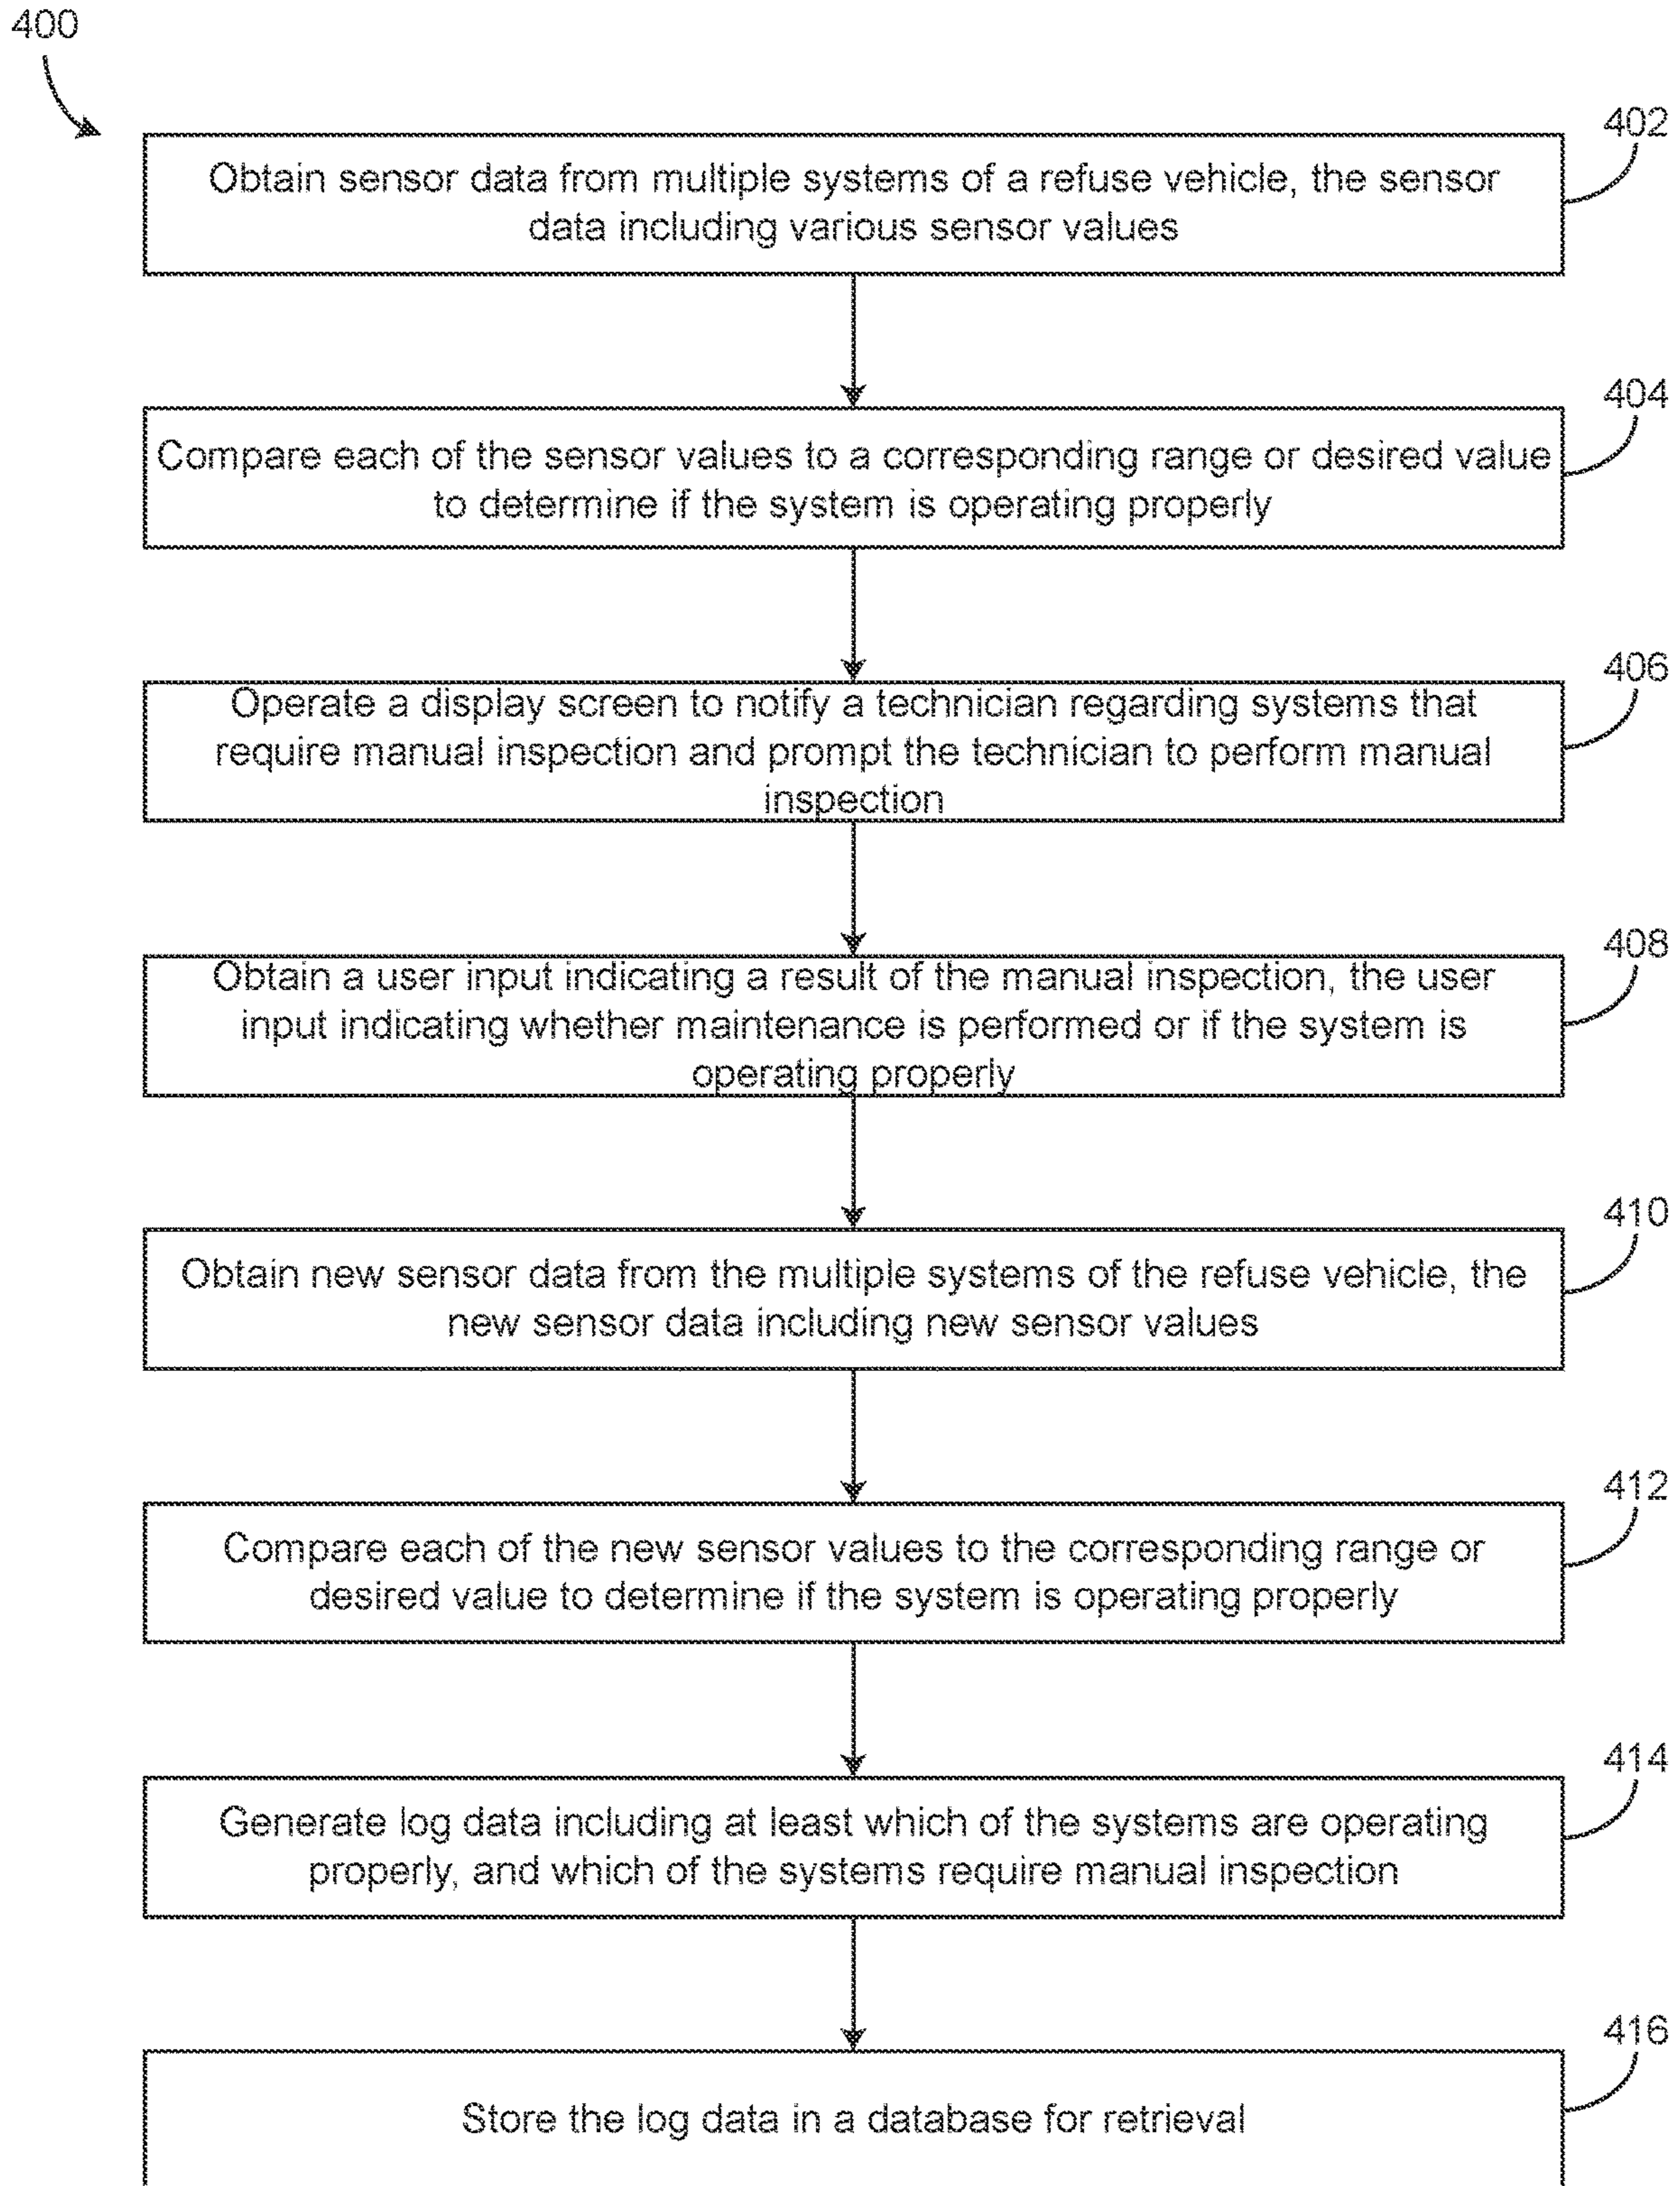 400
402
Obtain sensor data from multiple systems of a refuse vehicle, the sensor
data including various sensor values
404
Compare each of the sensor values to a corresponding range or desired value
to determine if the system is operating properly
406
Operate a display screen to notify a technician regarding systems that
require manual inspection and prompt the technician to perform manual
inspection
408
Obtain a user input indicating a result of the manual inspection, the user
input indicating whether maintenance is performed or if the system is
operating properly
410
Obtain new sensor data from the multiple systems of the refuse vehicle, the
new sensor data including new sensor values
412
Compare each of the new sensor values to the corresponding range or
desired value to determine if the system is operating properly
414
Generate log data including at least which of the systems are operating
properly, and which of the systems require manual inspection
416
Store the log data in a database for retrieval